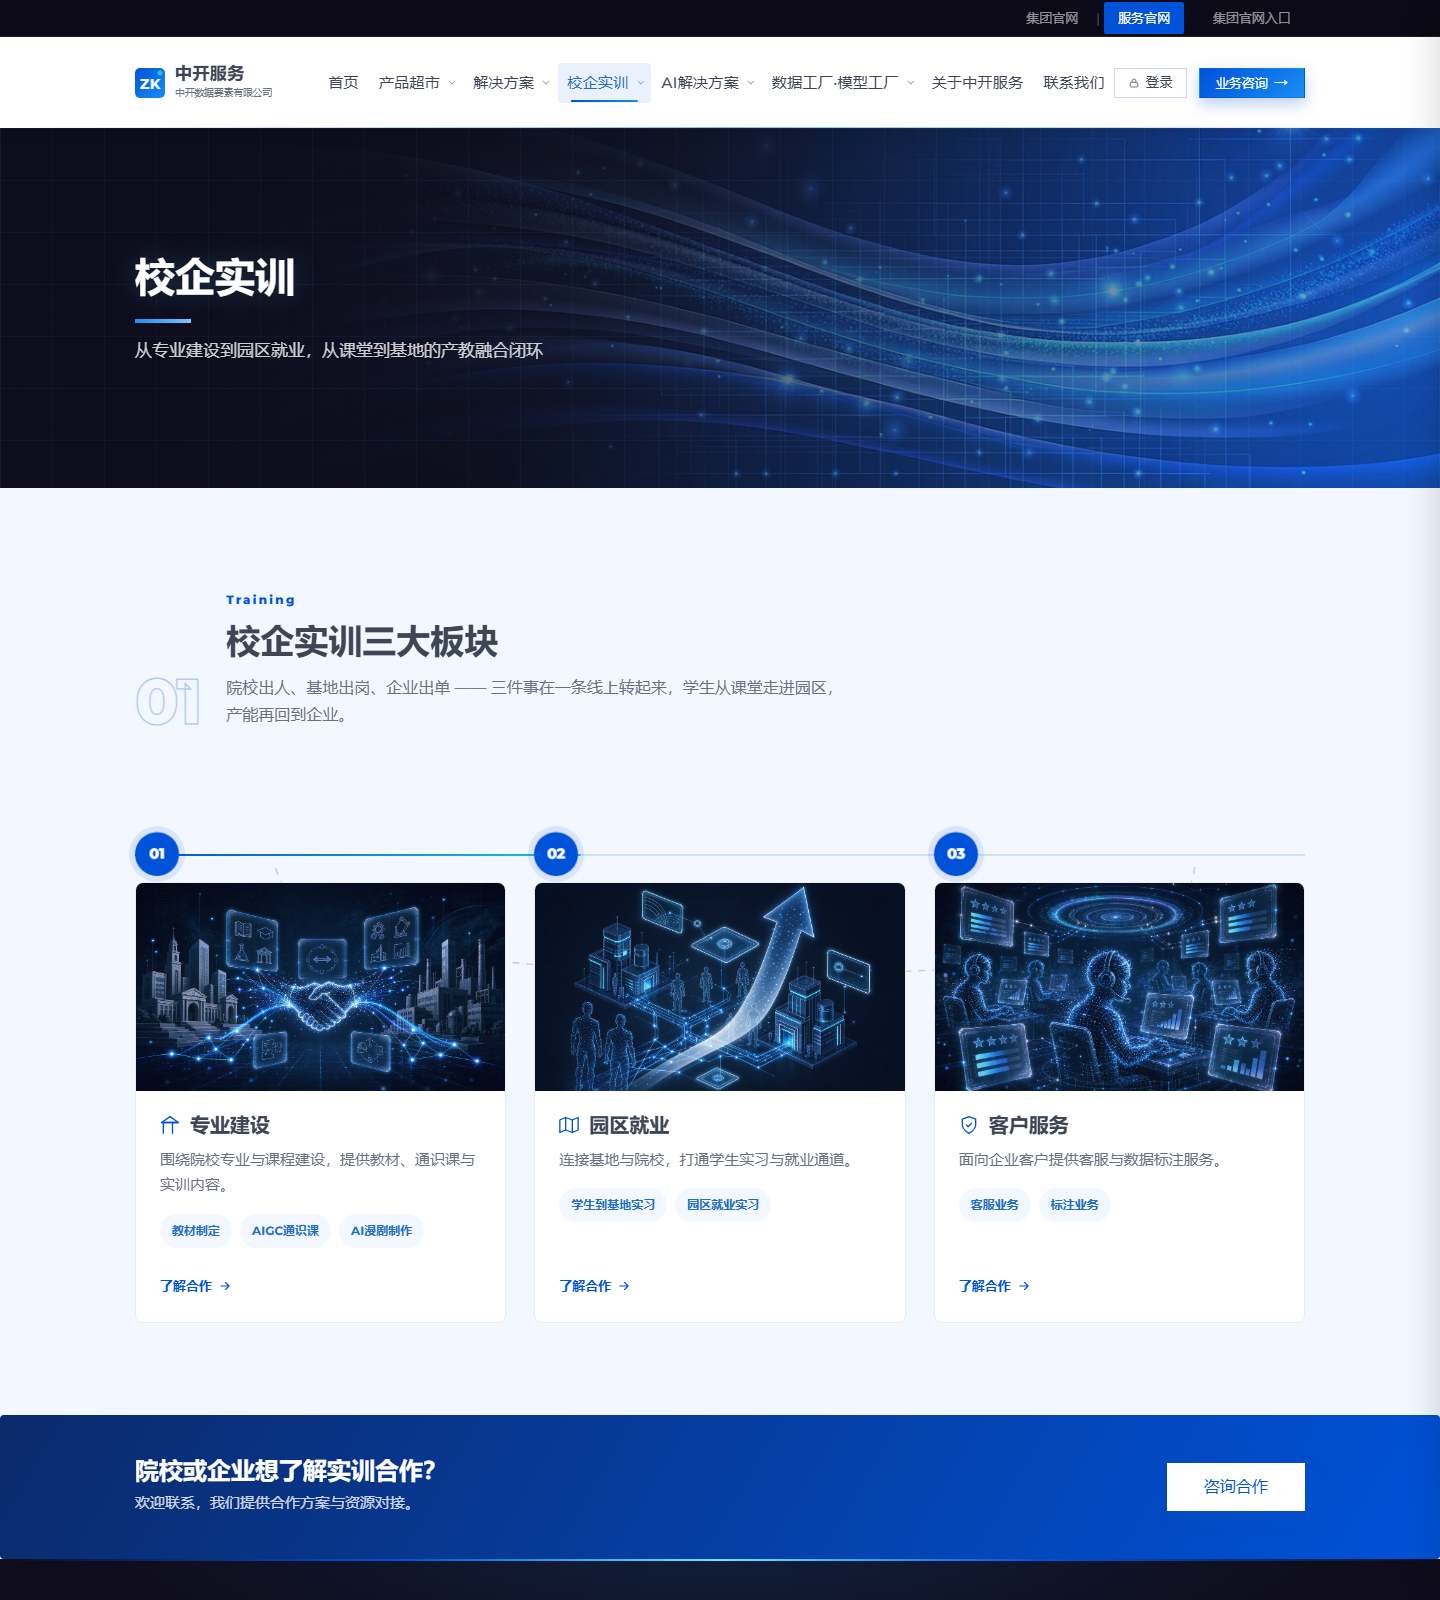 集团官网 | 服务官网 集团官网入口
ZK 中开服务
中开数据要素有限公司
首页 产品超市 解决方案 校企实训 AI解决方案 数据工厂·模型工厂 关于中开服务 联系我们 登录 业务咨询 →
校企实训
从专业建设到园区就业，从课堂到基地的产教融合闭环
Training
校企实训三大板块
01
院校出人、基地出岗、企业出单 —— 三件事在一条线上转起来，学生从课堂走进园区，
产能再回到企业。
01 02 03
专业建设
围绕院校专业与课程建设，提供教材、通识课与
实训内容。
教材制定 AIGC通识课 AI漫剧制作
了解合作 →
园区就业
连接基地与院校，打通学生实习与就业通道。
学生到基地实习 园区就业实习
了解合作 →
客户服务
面向企业客户提供客服与数据标注服务。
客服业务 标注业务
了解合作 →
院校或企业想了解实训合作？
欢迎联系，我们提供合作方案与资源对接。
咨询合作